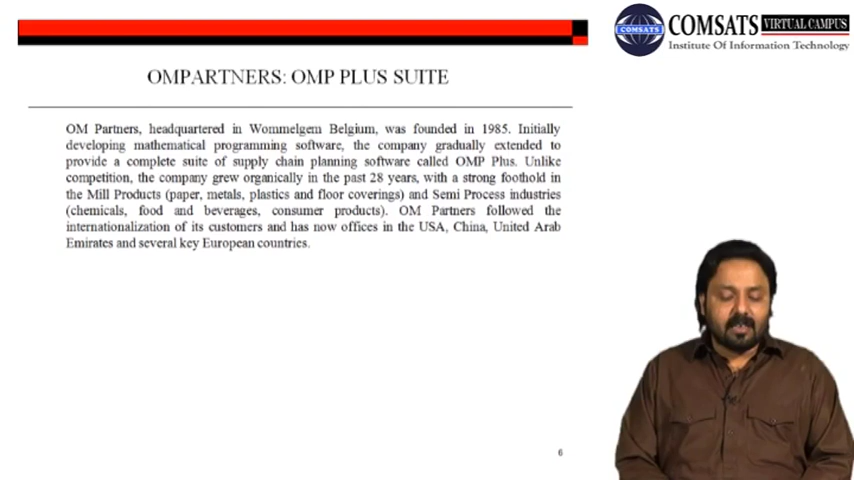 COMSATS
COMSATS VIRTUAL CAMPUS
Institute Of Information Technology
OMPARTNERS: OMP PLUS SUITE
OM Partners, headquartered in Wommelgem Belgium, was founded in 1985. Initially
developing mathematical programming software, the company gradually extended to
provide a complete suite of supply chain planning software called OMP Plus. Unlike
competition, the company grew organically in the past 28 years, with a strong foothold in
the Mill Products (paper, metals, plastics and floor coverings) and Semi Process industries
(chemicals, food and beverages, consumer products). OM Partners followed the
internationalization of its customers and has now offices in the USA, China, United Arab
Emirates and several key European countries.
6